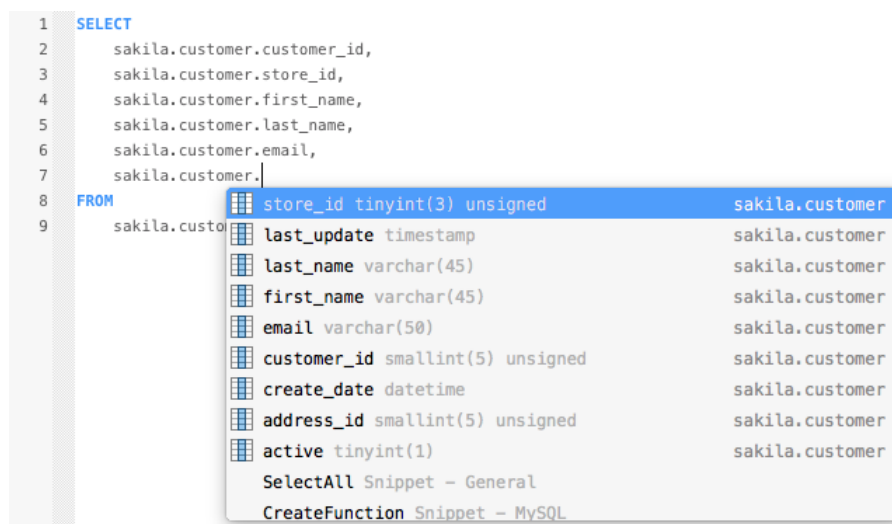 1 SELECT
2 sakila.customer.customer_id,
3 sakila.customer.store_id,
4 sakila.customer.first_name,
5 sakila.customer.last_name,
6 sakila.customer.email,
7 sakila.customer.
8 FROM
9 sakila.custo
store_id tinyint(3) unsigned sakila.customer
last_update timestamp sakila.customer
last_name varchar(45) sakila.customer
first_name varchar(45) sakila.customer
email varchar(50) sakila.customer
customer_id smallint(5) unsigned sakila.customer
create_date datetime sakila.customer
address_id smallint(5) unsigned sakila.customer
active tinyint(1) sakila.customer
SelectAll Snippet – General
CreateFunction Snippet – MySQL